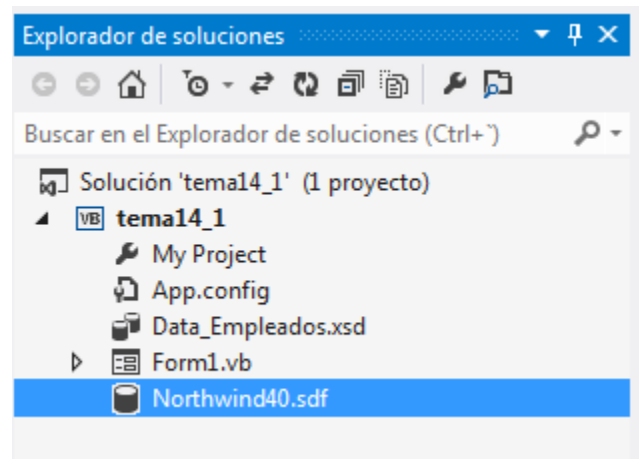 Explorador de soluciones
Buscar en el Explorador de soluciones (Ctrl+`)
Solución 'tema14_1' (1 proyecto)
VB tema14_1
My Project
App.config
Data_Empleados.xsd
Form1.vb
Northwind40.sdf